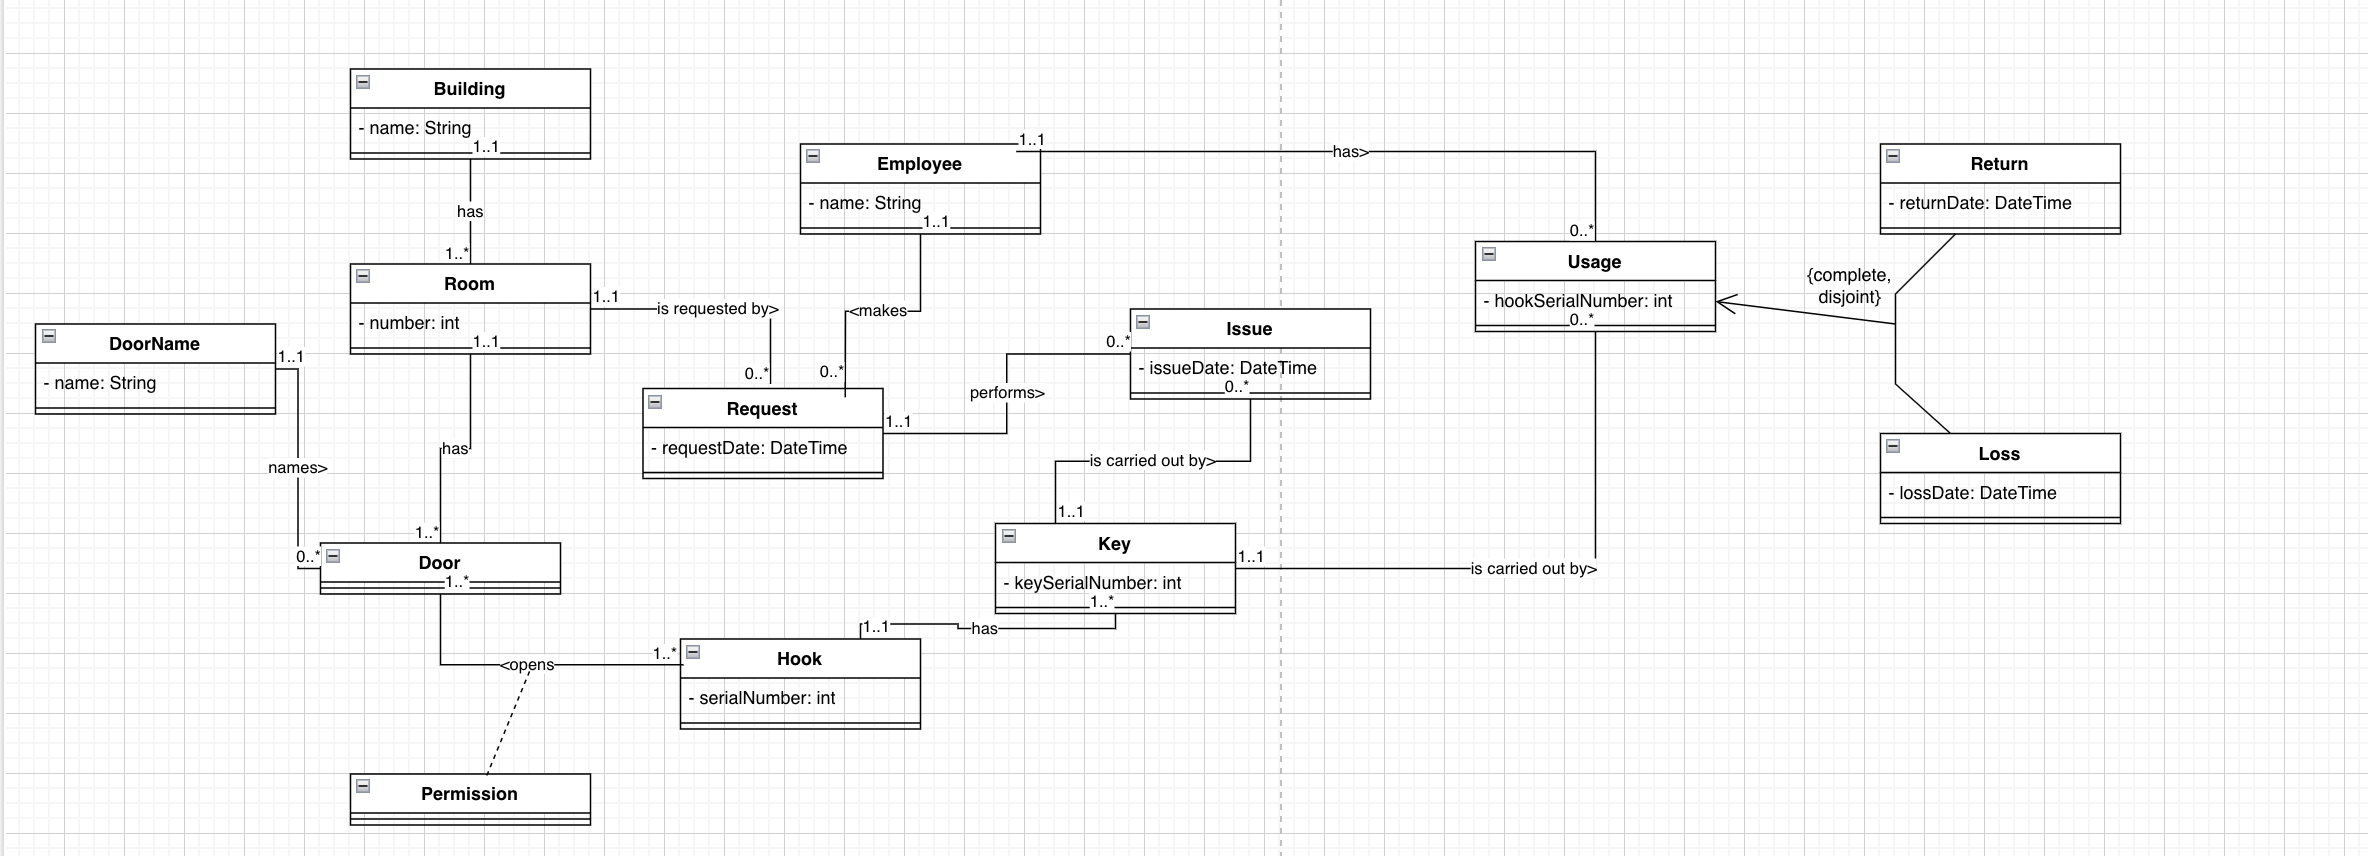 Building
- name: String
1..1
has
1..*
Room
- number: int
1..1
1..1
is requested by>
0..*
DoorName
- name: String
1..1
names>
0..*
has
1..*
Door
1..*
Employee
- name: String
1..1
1..1
has>
0..*
<makes
0..*
Request
- requestDate: DateTime
1..1
performs>
0..*
Issue
- issueDate: DateTime
0..*
is carried out by>
1..1
Key
- keySerialNumber: int
1..*
1..1
is carried out by>
Usage
- hookSerialNumber: int
0..*
{complete,
disjoint}
Return
- returnDate: DateTime
Loss
- lossDate: DateTime
1..1
has
<opens
1..*
Hook
- serialNumber: int
Permission